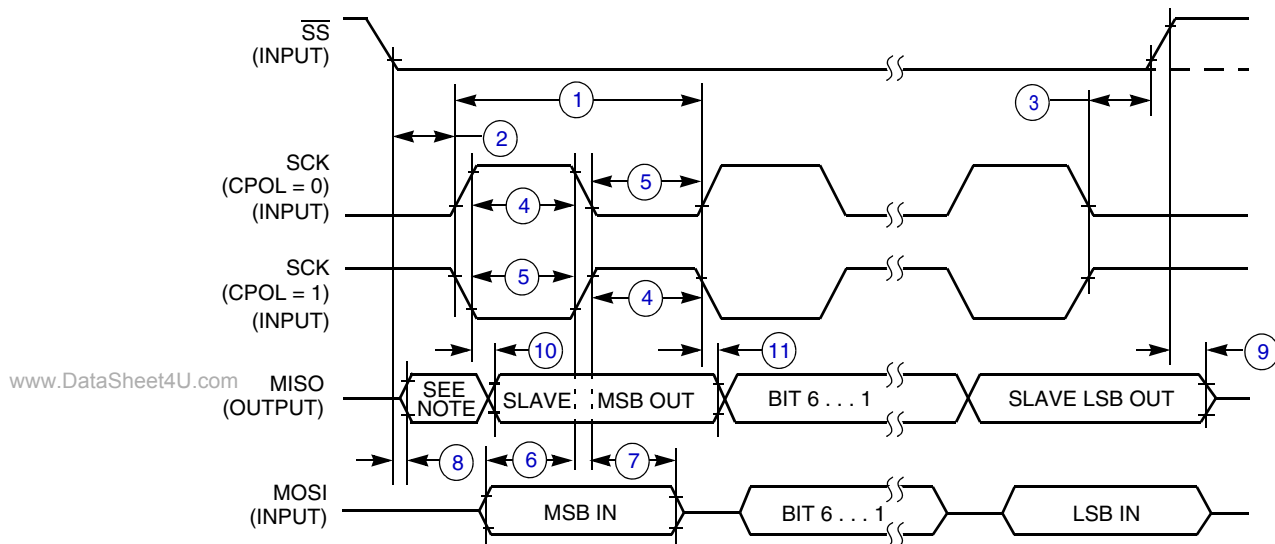 SS
(INPUT)
1
3
2
SCK
(CPOL = 0)
(INPUT)
5
4
SCK
(CPOL = 1)
(INPUT)
5
4
10
11
9
www.DataSheet4U.com
MISO
(OUTPUT)
SEE
NOTE
SLAVE
MSB OUT
BIT 6 . . . 1
SLAVE LSB OUT
8
6
7
MOSI
(INPUT)
MSB IN
BIT 6 . . . 1
LSB IN